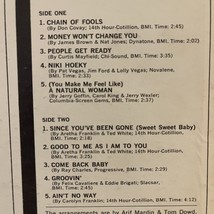 SIDE ONE
1. CHAIN OF FOOLS
(By Don Covay; 14th Hour-Cotillion, BMI. Time: 2:45)
2. MONEY WON'T CHANGE YOU
(By James Brown & Nat Jones; Dynatone, BMI. Time: 2:02)
3. PEOPLE GET READY
(By Curtis Mayfield; Chi-Sound, BMI. Time: 3:35)
4. NIKI HOEKY
(By Pat Vegas, Jim Ford & Lolly Vegas; Novalene, BMI. Time: 2:33)
5. (You Make Me Feel Like)
A NATURAL WOMAN
(By Jerry Goffin, Carol King & Jerry Wexler; Columbia-Screen Gems, BMI. Time: 2:37)
SIDE TWO
1. SINCE YOU'VE BEEN GONE (Sweet Sweet Baby)
(By Aretha Franklin & Ted White; 14th Hour-Cotillion, BMI. Time: 2:18)
2. GOOD TO ME AS I AM TO YOU
(By Aretha Franklin & Ted White; 14th Hour-Cotillion, BMI. Time: 3:25)
3. COME BACK BABY
(By Ray Charles; Progressive, BMI. Time: 2:29)
4. GROOVIN'
(By Felix Cavaliere & Eddie Brigati; Slacsar, BMI. Time: 2:45)
5. AIN'T NO WAY
(By Carolyn Franklin; 14th Hour-Cotillion, BMI.
The arrangements are by Arif Mardin & Tom Dowd,